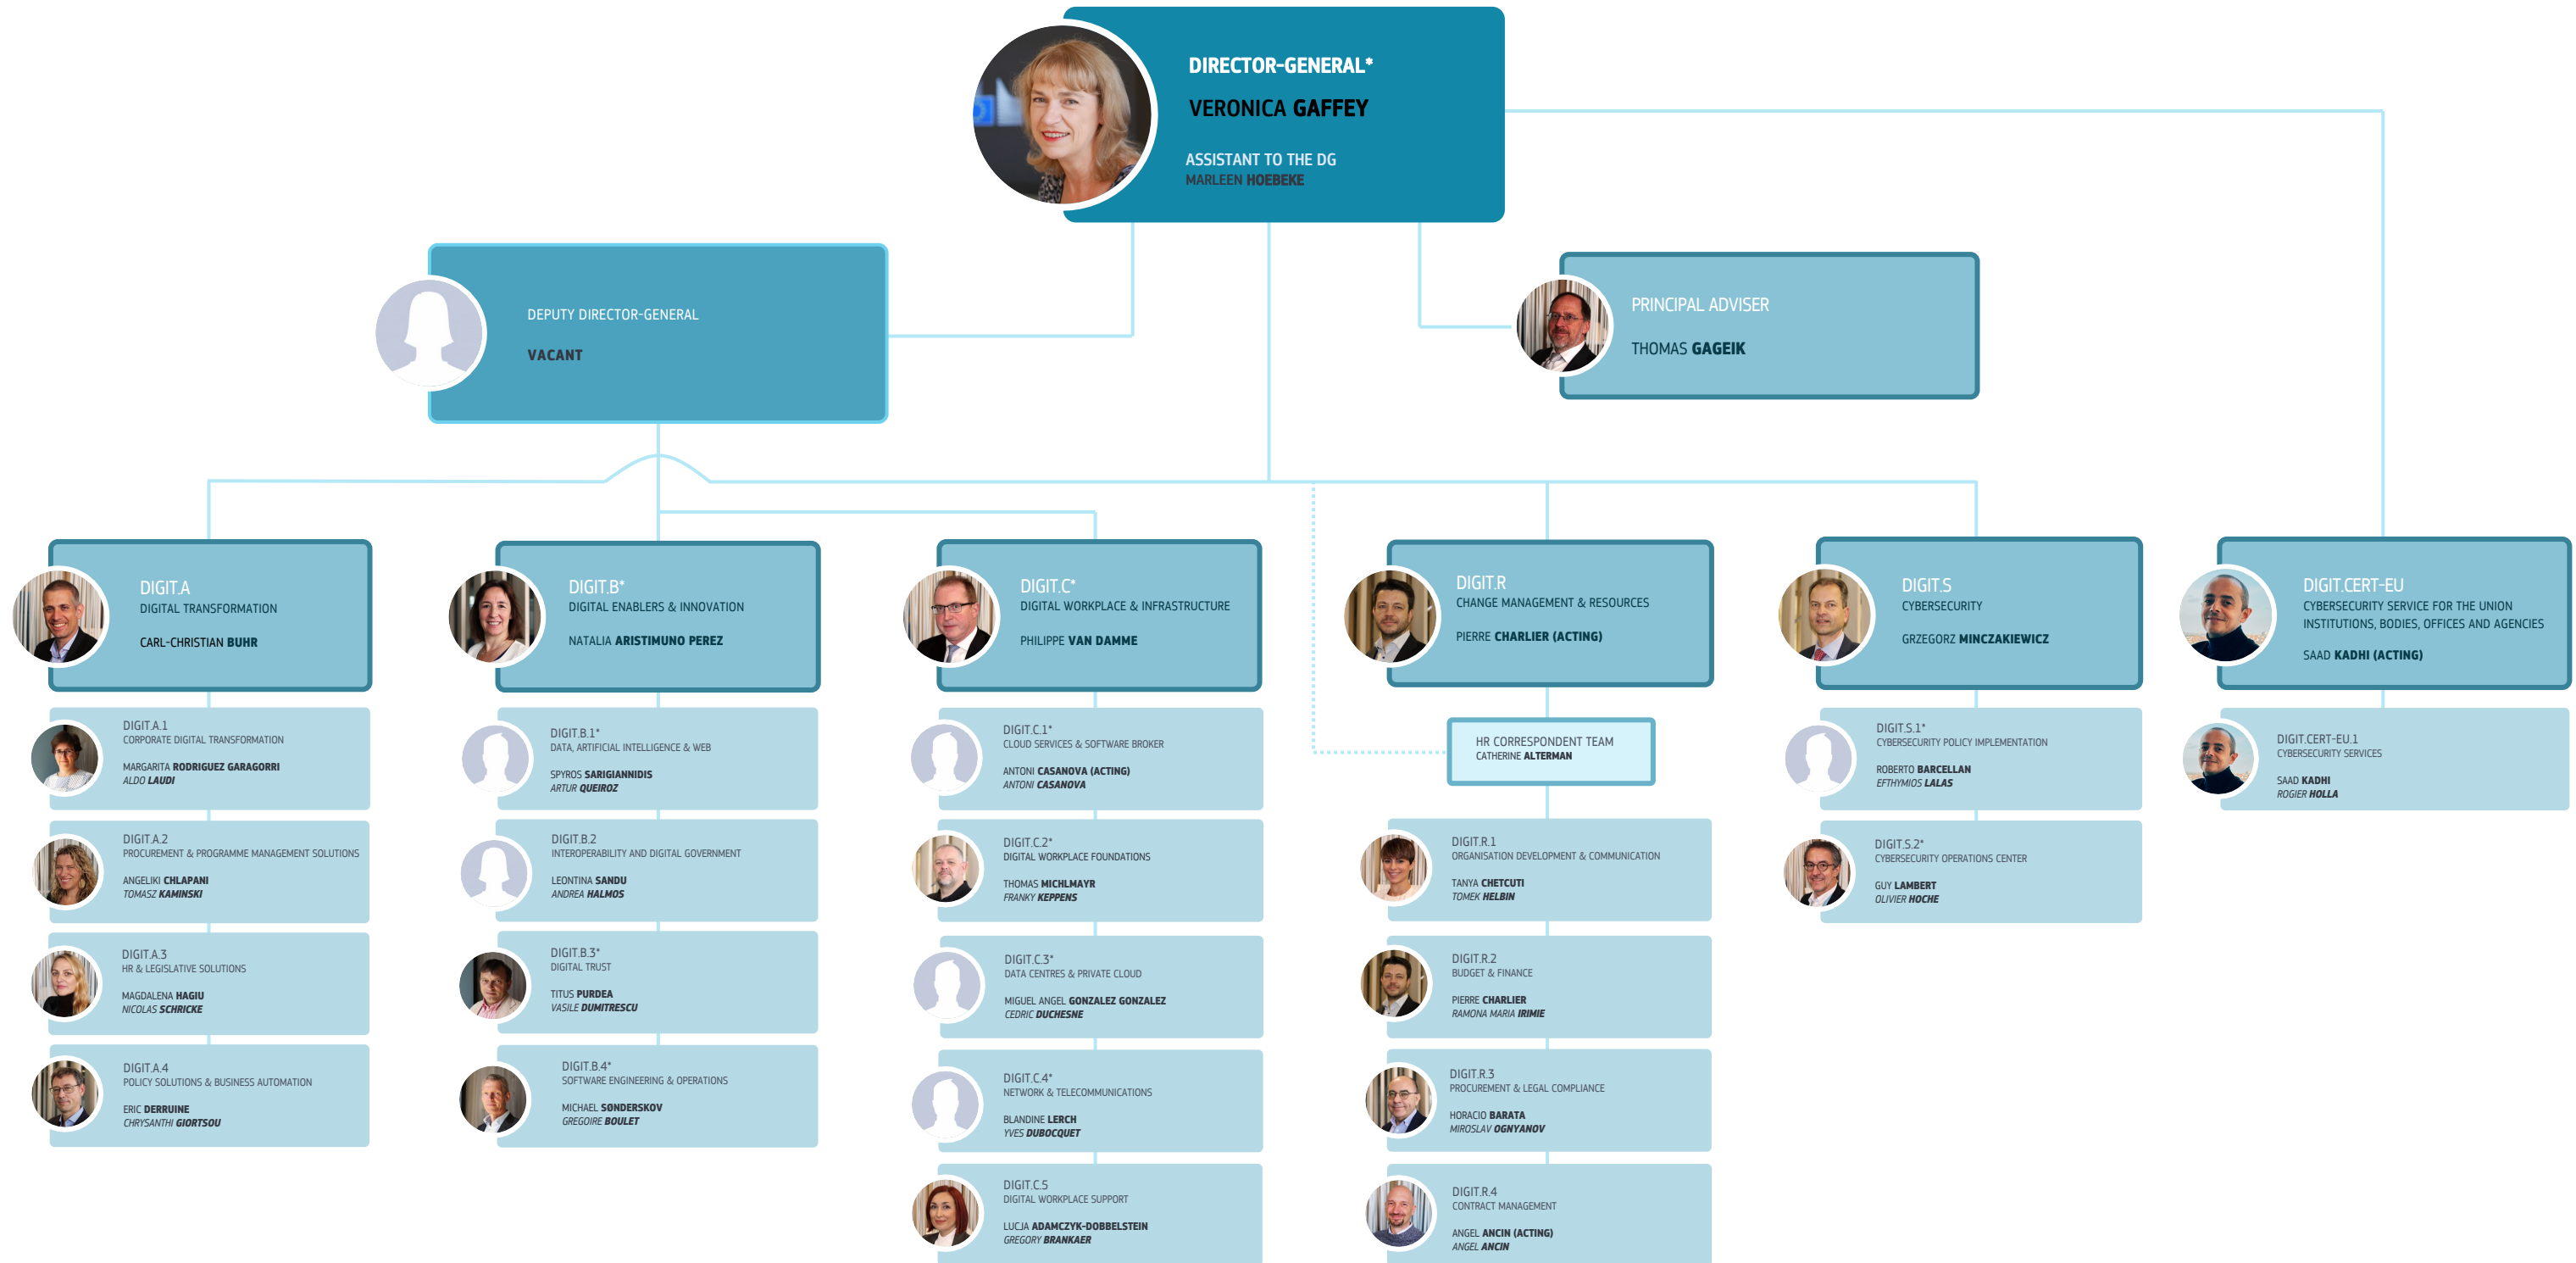 DIRECTOR-GENERAL*
VERONICA GAFFEY
ASSISTANT TO THE DG
MARLEEN HOEBEKE
DEPUTY DIRECTOR-GENERAL
VACANT
PRINCIPAL ADVISER
THOMAS GAGEIK
DIGIT.A
DIGITAL TRANSFORMATION
CARL-CHRISTIAN BUHR
DIGIT.A.1
CORPORATE DIGITAL TRANSFORMATION
MARGARITA RODRIGUEZ GARAGORRI
ALDO LAUDI
DIGIT.A.2
PROCUREMENT & PROGRAMME MANAGEMENT SOLUTIONS
ANGELIKI CHLAPANI
TOMASZ KAMINSKI
DIGIT.A.3
HR & LEGISLATIVE SOLUTIONS
MAGDALENA HAGIU
NICOLAS SCHRICKE
DIGIT.A.4
POLICY SOLUTIONS & BUSINESS AUTOMATION
ERIC DERRUINE
CHRYSANTHI GIORTSOU
DIGIT.B*
DIGITAL ENABLERS & INNOVATION
NATALIA ARISTIMUNO PEREZ
DIGIT.B.1*
DATA, ARTIFICIAL INTELLIGENCE & WEB
SPYROS SARIGIANNIDIS
ARTUR QUEIROZ
DIGIT.B.2
INTEROPERABILITY AND DIGITAL GOVERNMENT
LEONTINA SANDU
ANDREA HALMOS
DIGIT.B.3*
DIGITAL TRUST
TITUS PURDEA
VASILE DUMITRESCU
DIGIT.B.4*
SOFTWARE ENGINEERING & OPERATIONS
MICHAEL SØNDERSKOV
GREGOIRE BOULET
DIGIT.C*
DIGITAL WORKPLACE & INFRASTRUCTURE
PHILIPPE VAN DAMME
DIGIT.C.1*
CLOUD SERVICES & SOFTWARE BROKER
ANTONI CASANOVA (ACTING)
ANTONI CASANOVA
DIGIT.C.2*
DIGITAL WORKPLACE FOUNDATIONS
THOMAS MICHLMAYR
FRANKY KEPPENS
DIGIT.C.3*
DATA CENTRES & PRIVATE CLOUD
MIGUEL ANGEL GONZALEZ GONZALEZ
CEDRIC DUCHESNE
DIGIT.C.4*
NETWORK & TELECOMMUNICATIONS
BLANDINE LERCH
YVES DUBOCQUET
DIGIT.C.5
DIGITAL WORKPLACE SUPPORT
LUCJA ADAMCZYK-DOBBELSTEIN
GREGORY BRANKAER
DIGIT.R
CHANGE MANAGEMENT & RESOURCES
PIERRE CHARLIER (ACTING)
HR CORRESPONDENT TEAM
CATHERINE ALTERMAN
DIGIT.R.1
ORGANISATION DEVELOPMENT & COMMUNICATION
TANYA CHETCUTI
TOMEK HELBIN
DIGIT.R.2
BUDGET & FINANCE
PIERRE CHARLIER
RAMONA MARIA IRIMIE
DIGIT.R.3
PROCUREMENT & LEGAL COMPLIANCE
HORACIO BARATA
MIROSLAV OGNYANOV
DIGIT.R.4
CONTRACT MANAGEMENT
ANGEL ANCIN (ACTING)
ANGEL ANCIN
DIGIT.S
CYBERSECURITY
GRZEGORZ MINCZAKIEWICZ
DIGIT.S.1*
CYBERSECURITY POLICY IMPLEMENTATION
ROBERTO BARCELLAN
EFTHYMIOS LALAS
DIGIT.S.2*
CYBERSECURITY OPERATIONS CENTER
GUY LAMBERT
OLIVIER HOCHE
DIGIT.CERT-EU
CYBERSECURITY SERVICE FOR THE UNION
INSTITUTIONS, BODIES, OFFICES AND AGENCIES
SAAD KADHI (ACTING)
DIGIT.CERT-EU.1
CYBERSECURITY SERVICES
SAAD KADHI
ROGIER HOLLA